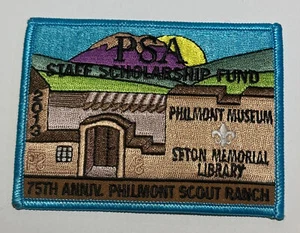 PSA
STAFF SCHOLARSHIP FUND
2013
PHILMONT MUSEUM
SETON MEMORIAL
LIBRARY
75TH ANNIV. PHILMONT SCOUT RANCH